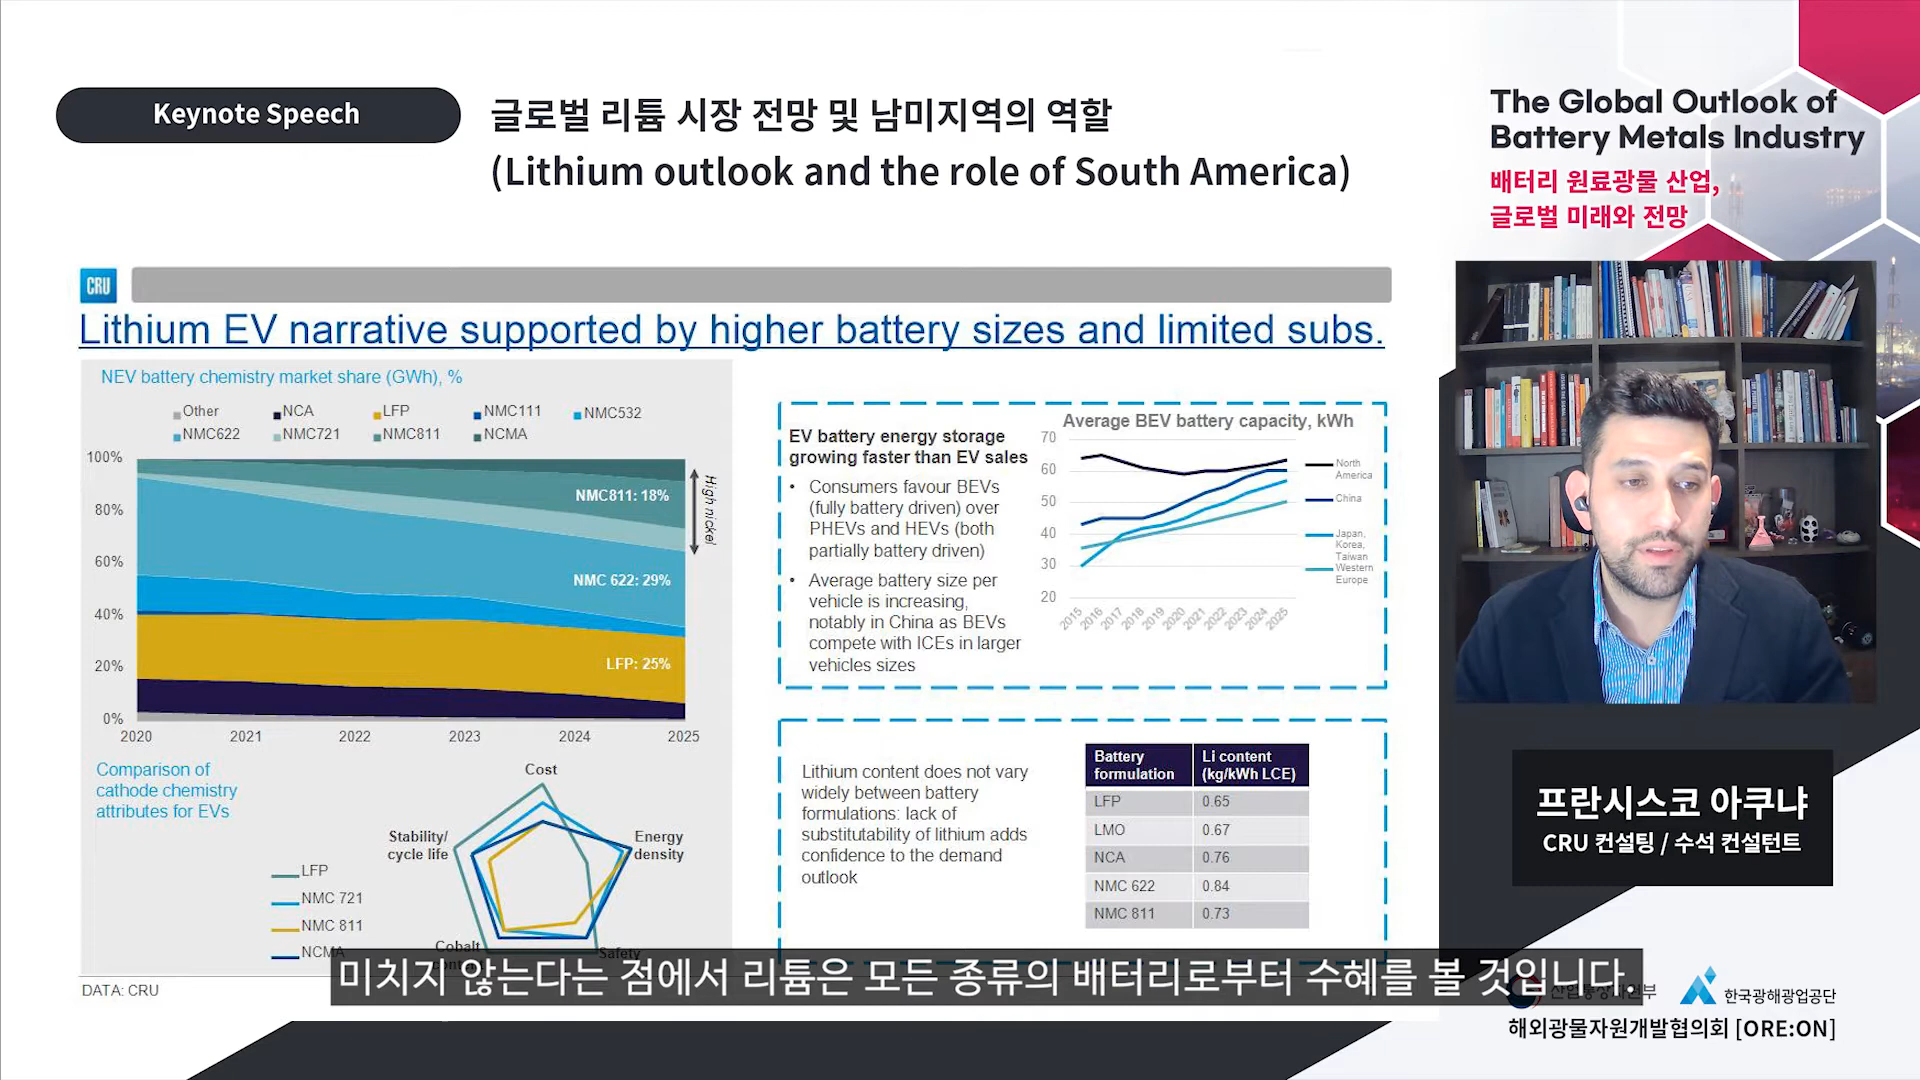 Keynote Speech
글로벌 리튬 시장 전망 및 남미지역의 역할
(Lithium outlook and the role of South America)
The Global Outlook of
Battery Metals Industry
배터리 원료광물 산업,
글로벌 미래와 전망
CRU
Lithium EV narrative supported by higher battery sizes and limited subs.
NEV battery chemistry market share (GWh), %
Other
NCA
LFP
NMC111
NMC532
NMC622
NMC721
NMC811
NCMA
100%
80%
60%
40%
20%
0%
NMC811: 18%
NMC 622: 29%
LFP: 25%
High nickel
2020
2021
2022
2023
2024
2025
Comparison of
cathode chemistry
attributes for EVs
LFP
NMC 721
NMC 811
NCMA
Cost
Energy
density
Safety
Cobalt
Stability/
cycle life
DATA: CRU
EV battery energy storage
growing faster than EV sales
• Consumers favour BEVs
(fully battery driven) over
PHEVs and HEVs (both
partially battery driven)
• Average battery size per
vehicle is increasing,
notably in China as BEVs
compete with ICEs in larger
vehicles sizes
Average BEV battery capacity, kWh
70
60
50
40
30
20
2015
2016
2017
2018
2019
2020
2021
2022
2023
2024
2025
North
America
China
Japan,
Korea,
Taiwan
Western
Europe
Lithium content does not vary
widely between battery
formulations: lack of
substitutability of lithium adds
confidence to the demand
outlook
Battery formulation Li content (kg/kWh LCE)
LFP 0.65
LMO 0.67
NCA 0.76
NMC 622 0.84
NMC 811 0.73
프란시스코 아쿠냐
CRU 컨설팅 / 수석 컨설턴트
미치지 않는다는 점에서 리튬은 모든 종류의 배터리로부터 수혜를 볼 것입니다.
산업통상자원부
한국광해광업공단
해외광물자원개발협의회 [ORE:ON]